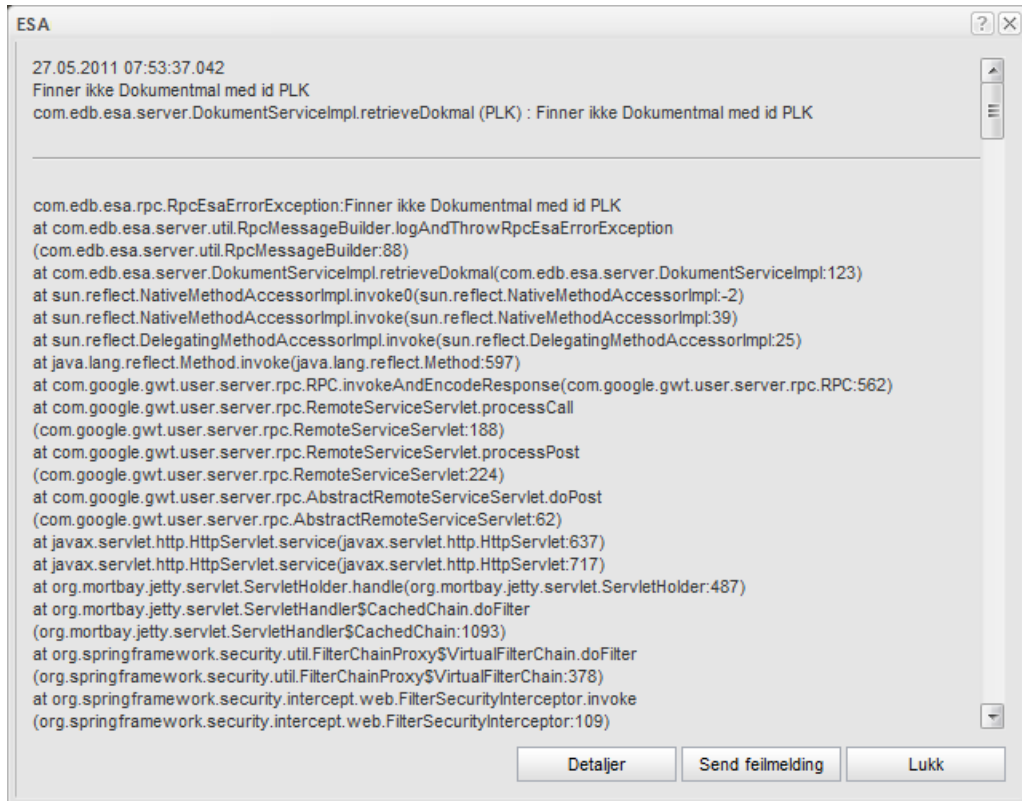 ESA
27.05.2011 07:53:37.042
Finner ikke Dokumentmal med id PLK
com.edb.esa.server.DokumentServiceImpl.retrieveDokmal (PLK) : Finner ikke Dokumentmal med id PLK
com.edb.esa.rpc.RpcEsaErrorException:Finner ikke Dokumentmal med id PLK
at com.edb.esa.server.util.RpcMessageBuilder.logAndThrowRpcEsaErrorException
(com.edb.esa.server.util.RpcMessageBuilder:88)
at com.edb.esa.server.DokumentServiceImpl.retrieveDokmal(com.edb.esa.server.DokumentServiceImpl:123)
at sun.reflect.NativeMethodAccessorImpl.invoke0(sun.reflect.NativeMethodAccessorImpl:-2)
at sun.reflect.NativeMethodAccessorImpl.invoke(sun.reflect.NativeMethodAccessorImpl:39)
at sun.reflect.DelegatingMethodAccessorImpl.invoke(sun.reflect.DelegatingMethodAccessorImpl:25)
at java.lang.reflect.Method.invoke(java.lang.reflect.Method:597)
at com.google.gwt.user.server.rpc.RPC.invokeAndEncodeResponse(com.google.gwt.user.server.rpc.RPC:562)
at com.google.gwt.user.server.rpc.RemoteServiceServlet.processCall
(com.google.gwt.user.server.rpc.RemoteServiceServlet:188)
at com.google.gwt.user.server.rpc.RemoteServiceServlet.processPost
(com.google.gwt.user.server.rpc.RemoteServiceServlet:224)
at com.google.gwt.user.server.rpc.AbstractRemoteServiceServlet.doPost
(com.google.gwt.user.server.rpc.AbstractRemoteServiceServlet:62)
at javax.servlet.http.HttpServlet.service(javax.servlet.http.HttpServlet:637)
at javax.servlet.http.HttpServlet.service(javax.servlet.http.HttpServlet:717)
at org.mortbay.jetty.servlet.ServletHolder.handle(org.mortbay.jetty.servlet.ServletHolder:487)
at org.mortbay.jetty.servlet.ServletHandler$CachedChain.doFilter
(org.mortbay.jetty.servlet.ServletHandler$CachedChain:1093)
at org.springframework.security.util.FilterChainProxy$VirtualFilterChain.doFilter
(org.springframework.security.util.FilterChainProxy$VirtualFilterChain:378)
at org.springframework.security.intercept.web.FilterSecurityInterceptor.invoke
(org.springframework.security.intercept.web.FilterSecurityInterceptor:109)
Detaljer
Send feilmelding
Lukk